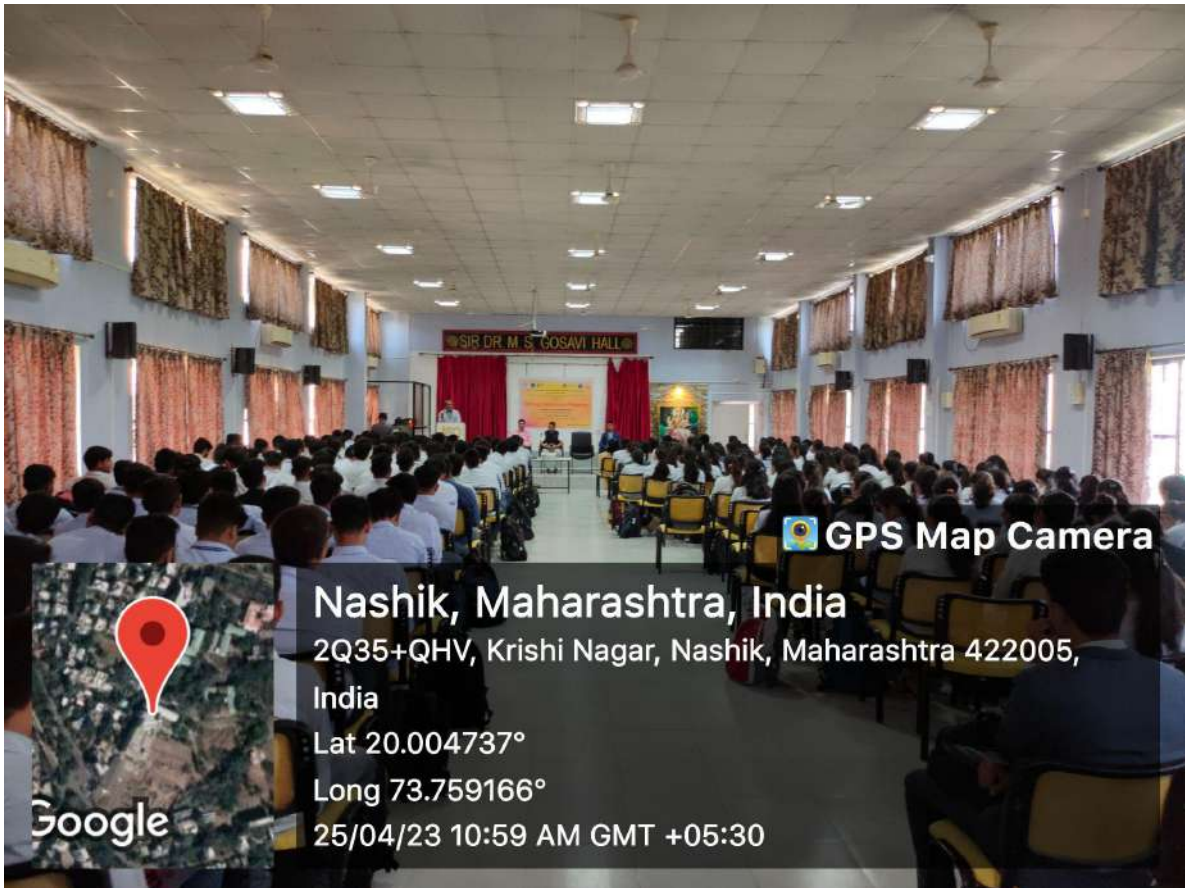 SIR DR. M. S. GOSAVI HALL
GPS Map Camera
Nashik, Maharashtra, India
2Q35+QHV, Krishi Nagar, Nashik, Maharashtra 422005,
India
Lat 20.004737°
Long 73.759166°
25/04/23 10:59 AM GMT +05:30
Google